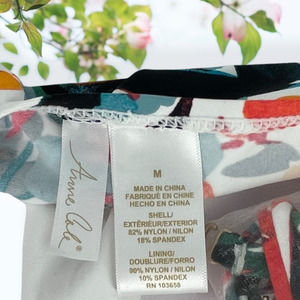 Anne Cole®
M
MADE IN CHINA
FABRIQUÉ EN CHINE
HECHO EN CHINA
SHELL/
EXTÉRIEUR/EXTERIOR
82% NYLON / NILON
18% SPANDEX
LINING/
DOUBLURE/FORRO
90% NYLON / NILON
10% SPANDEX
RN 103658